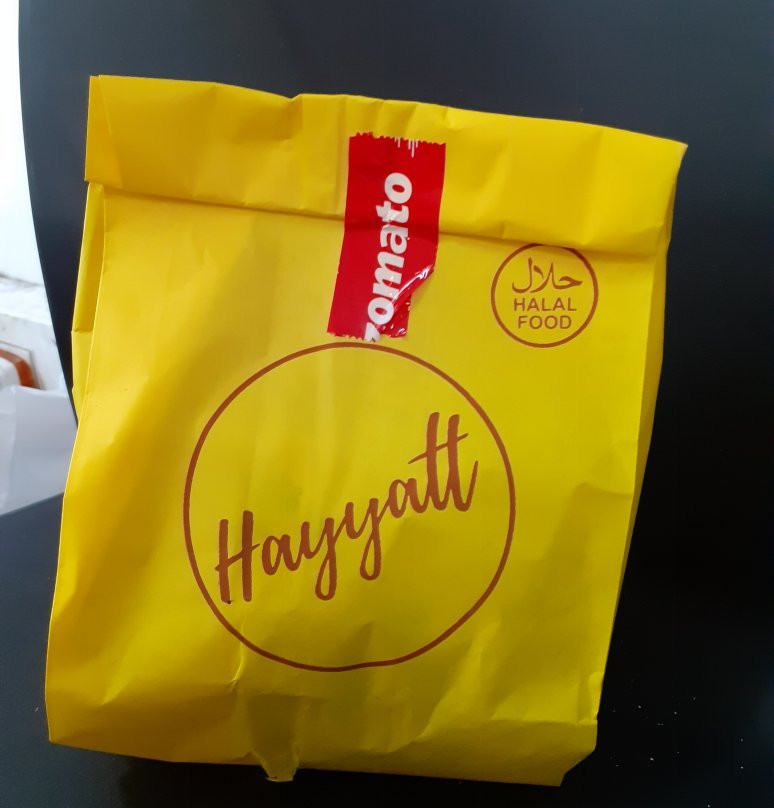 zomato
حلال
HALAL
FOOD
Hayyatt